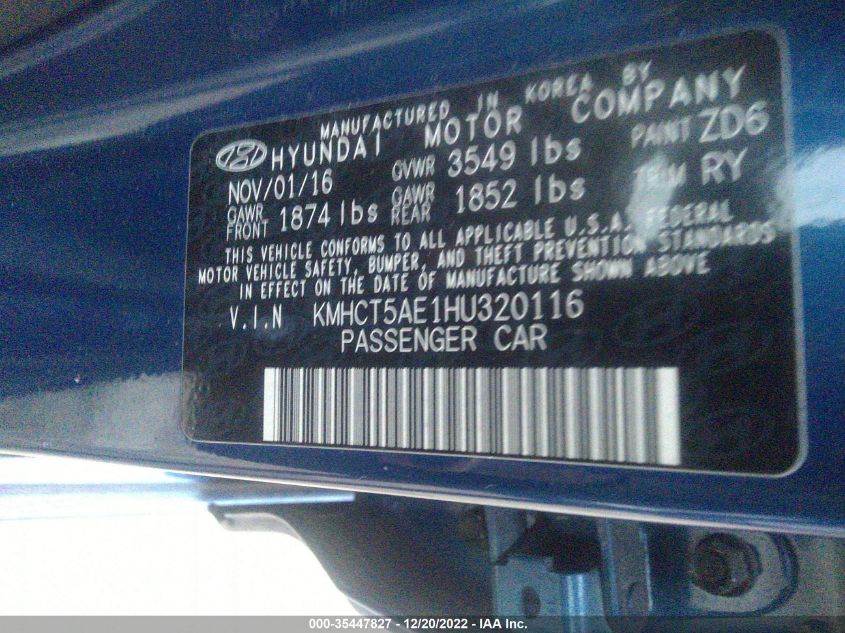 MANUFACTURED IN KOREA BY
HYUNDAI MOTOR COMPANY
NOV/01/16 GVWR 3549 lbs PAINT ZD6
GAWR FRONT 1874 lbs GAWR REAR 1852 lbs TRIM RY
THIS VEHICLE CONFORMS TO ALL APPLICABLE U.S.A. FEDERAL
MOTOR VEHICLE SAFETY, BUMPER, AND THEFT PREVENTION STANDARDS
IN EFFECT ON THE DATE OF MANUFACTURE SHOWN ABOVE
V.I.N KMHCT5AE1HU320116
PASSENGER CAR
000-35447827 - 12/20/2022 - IAA Inc.